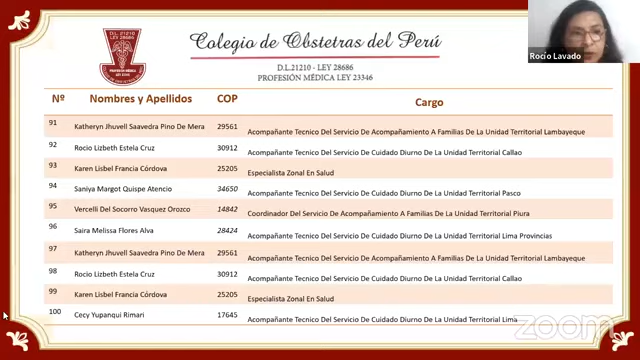 D.L.21210
LEY 28686
Colegio de Obstetras del Perú
D.L.21210 - LEY 28686
PROFESIÓN MÉDICA LEY 23346
Rocío Lavado
Nº Nombres y Apellidos COP Cargo
91 Katheryn Jhuvell Saavedra Pino De Mera 29561 Acompañante Tecnico Del Servicio De Acompañamiento A Familias De La Unidad Territorial Lambayeque
92 Rocio Lizbeth Estela Cruz 30912 Acompañante Tecnico Del Servicio De Cuidado Diurno De La Unidad Territorial Callao
93 Karen Lisbel Francia Córdova 25205 Especialista Zonal En Salud
94 Saniya Margot Quispe Atencio 34650 Acompañante Tecnico Del Servicio De Cuidado Diurno De La Unidad Territorial Pasco
95 Vercelli Del Socorro Vasquez Orozco 14842 Coordinador Del Servicio De Acompañamiento A Familias De La Unidad Territorial Piura
96 Saira Melissa Flores Alva 28424 Acompañante Tecnico Del Servicio De Cuidado Diurno De La Unidad Territorial Lima Provincias
97 Katheryn Jhuvell Saavedra Pino De Mera 29561 Acompañante Tecnico Del Servicio De Acompañamiento A Familias De La Unidad Territorial Lambayeque
98 Rocio Lizbeth Estela Cruz 30912 Acompañante Tecnico Del Servicio De Cuidado Diurno De La Unidad Territorial Callao
99 Karen Lisbel Francia Córdova 25205 Especialista Zonal En Salud
100 Cecy Yupanqui Rimari 17645 Acompañante Tecnico Del Servicio De Cuidado Diurno De La Unidad Territorial Lima
zoom